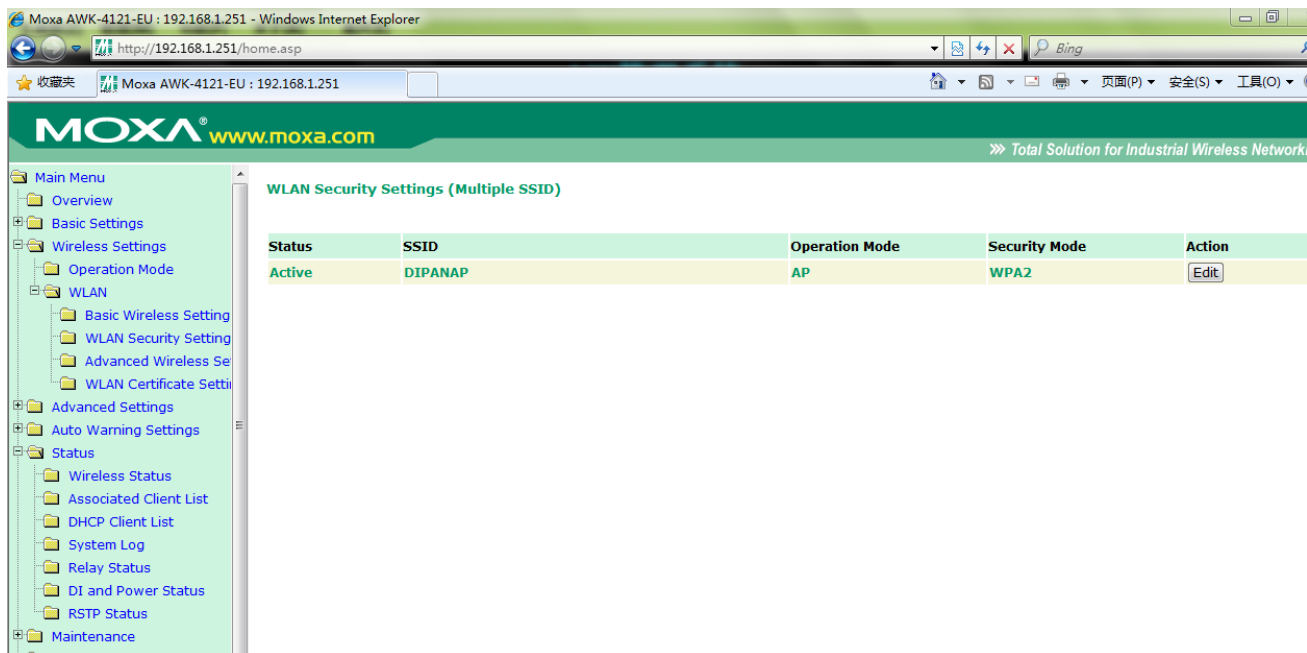 Moxa AWK-4121-EU : 192.168.1.251 - Windows Internet Explorer
http://192.168.1.251/home.asp
Bing
收藏夹
Moxa AWK-4121-EU : 192.168.1.251
页面(P)
安全(S)
工具(O)
MOXA® www.moxa.com
Total Solution for Industrial Wireless Network
Main Menu
Overview
Basic Settings
Wireless Settings
Operation Mode
WLAN
Basic Wireless Setting
WLAN Security Setting
Advanced Wireless Se
WLAN Certificate Setti
Advanced Settings
Auto Warning Settings
Status
Wireless Status
Associated Client List
DHCP Client List
System Log
Relay Status
DI and Power Status
RSTP Status
Maintenance
WLAN Security Settings (Multiple SSID)
Status SSID Operation Mode Security Mode Action
Active DIPANAP AP WPA2 Edit